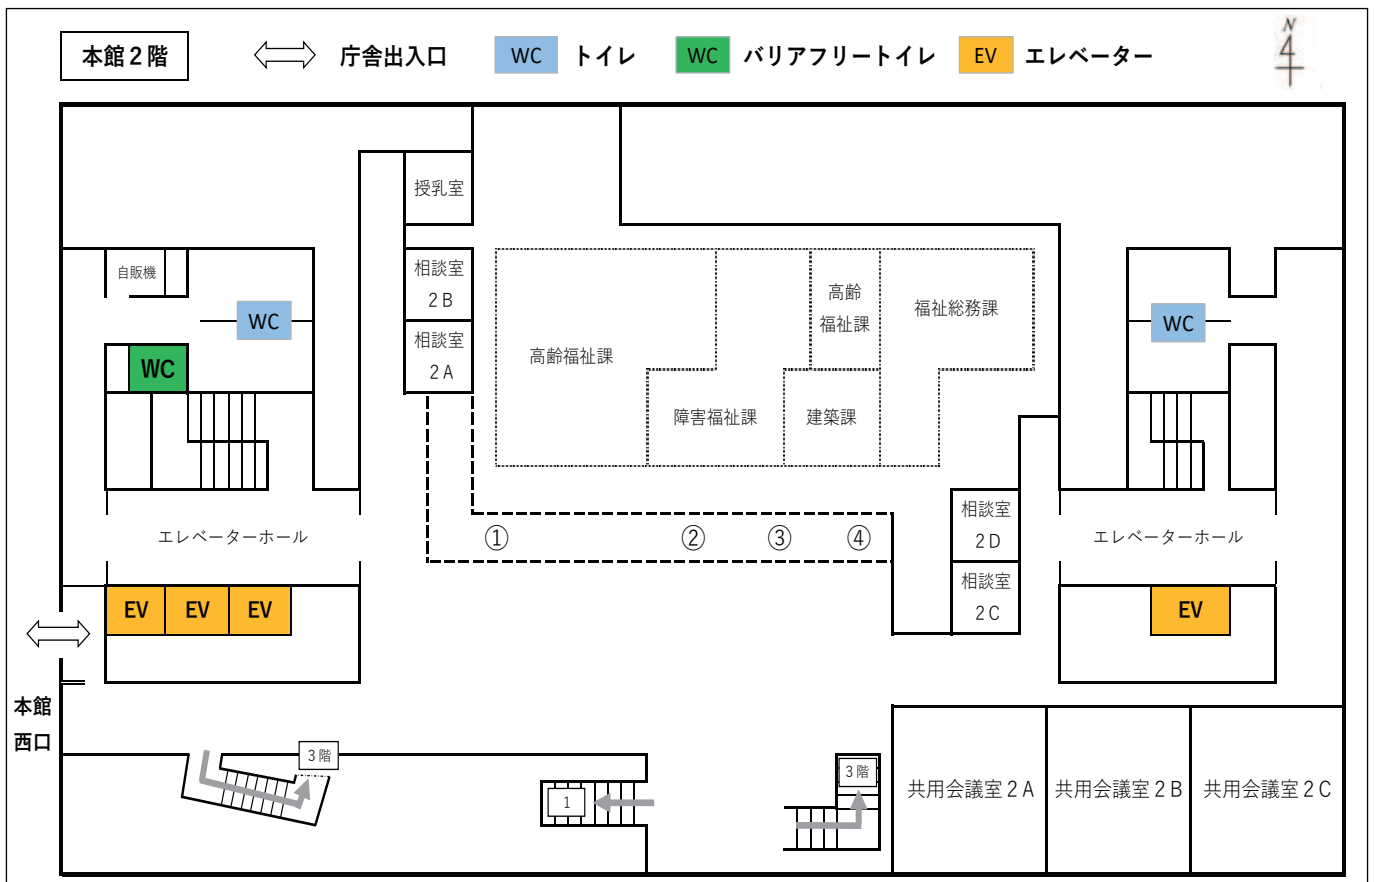 本館２階
庁舎出入口
WC
トイレ
WC
バリアフリートイレ
EV
エレベーター
N
授乳室
自販機
WC
WC
相談室
２B
相談室
２A
高齢福祉課
高齢
福祉課
福祉総務課
障害福祉課
建築課
WC
エレベーターホール
①
②
③
④
相談室
２D
相談室
２C
エレベーターホール
EV
EV
EV
EV
本館
西口
３階
1
３階
共用会議室２A
共用会議室２B
共用会議室２C